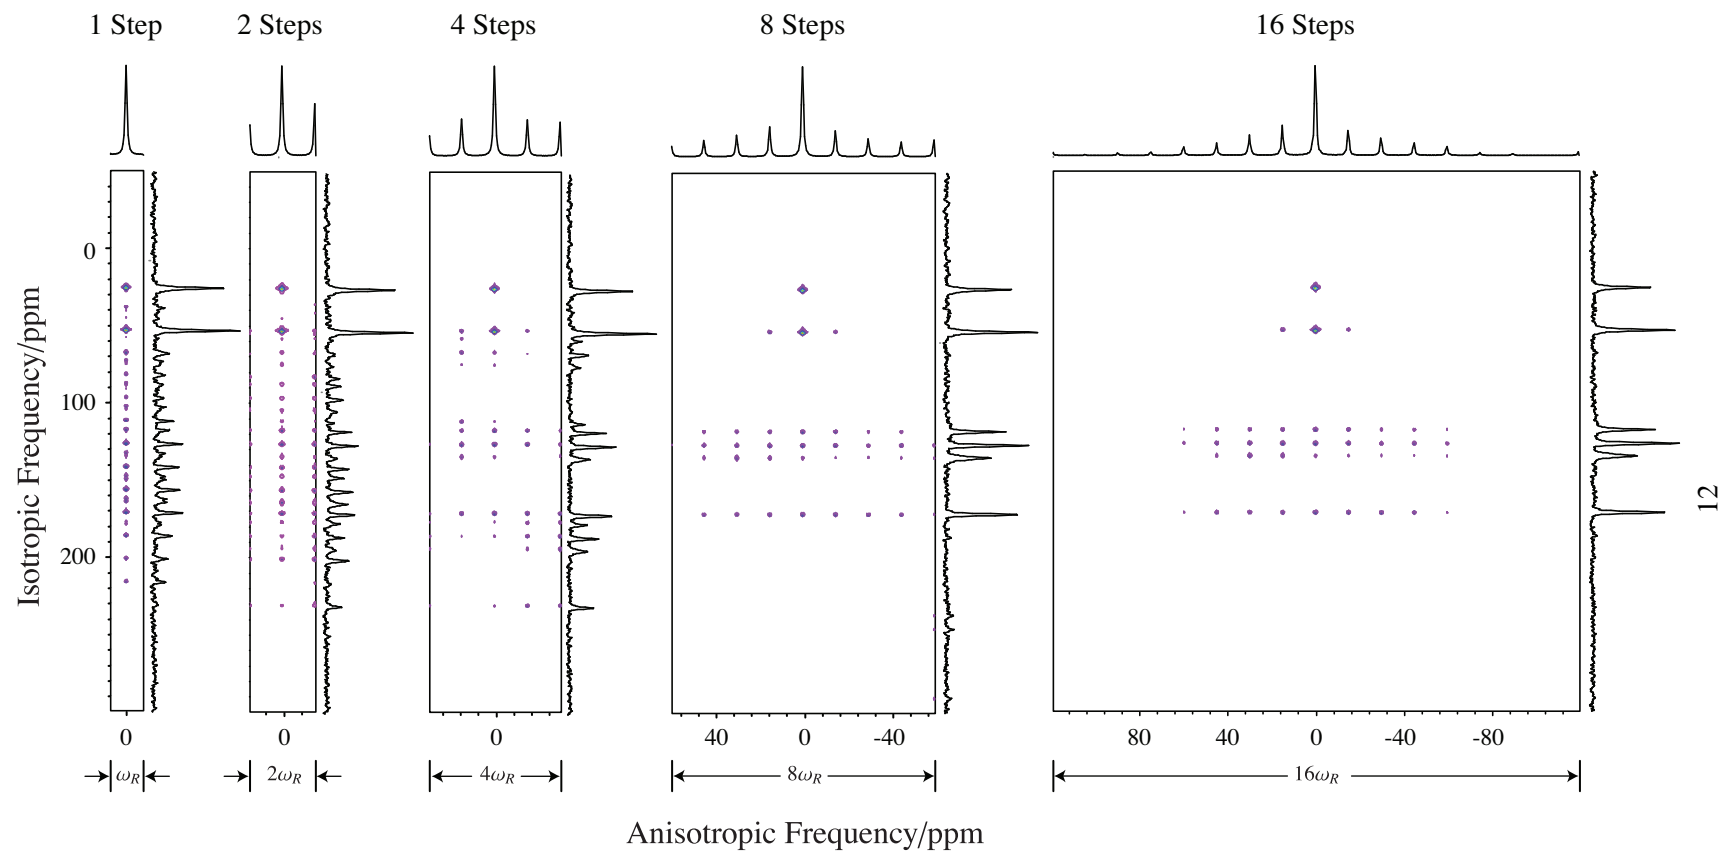 1 Step
2 Steps
4 Steps
8 Steps
16 Steps
Isotropic Frequency/ppm
0
100
200
0
0
0
40 0 -40
80 40 0 -40 -80
ωR
2ωR
4ωR
8ωR
16ωR
Anisotropic Frequency/ppm
12